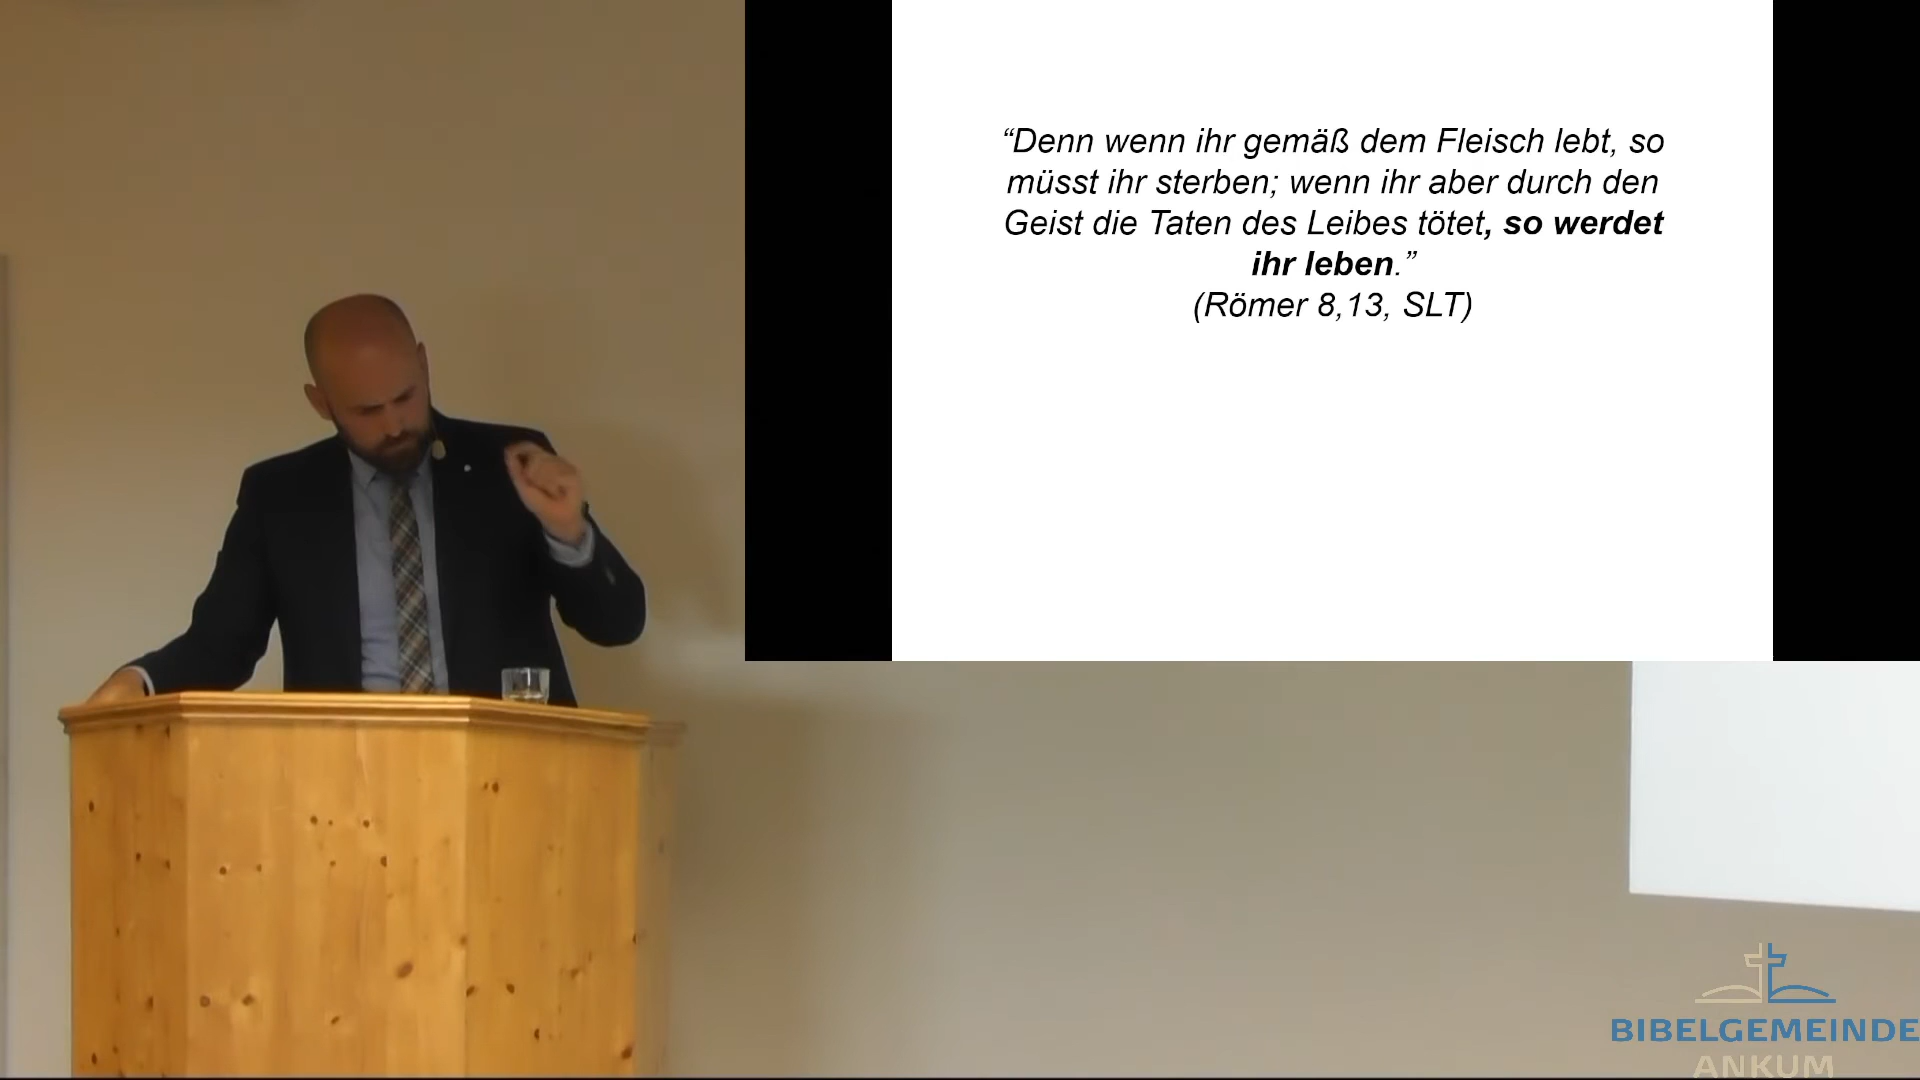 “Denn wenn ihr gemäß dem Fleisch lebt, so
müsst ihr sterben; wenn ihr aber durch den
Geist die Taten des Leibes tötet, so werdet
ihr leben.”
(Römer 8,13, SLT)
BIBELGEMEINDE
ANKUM